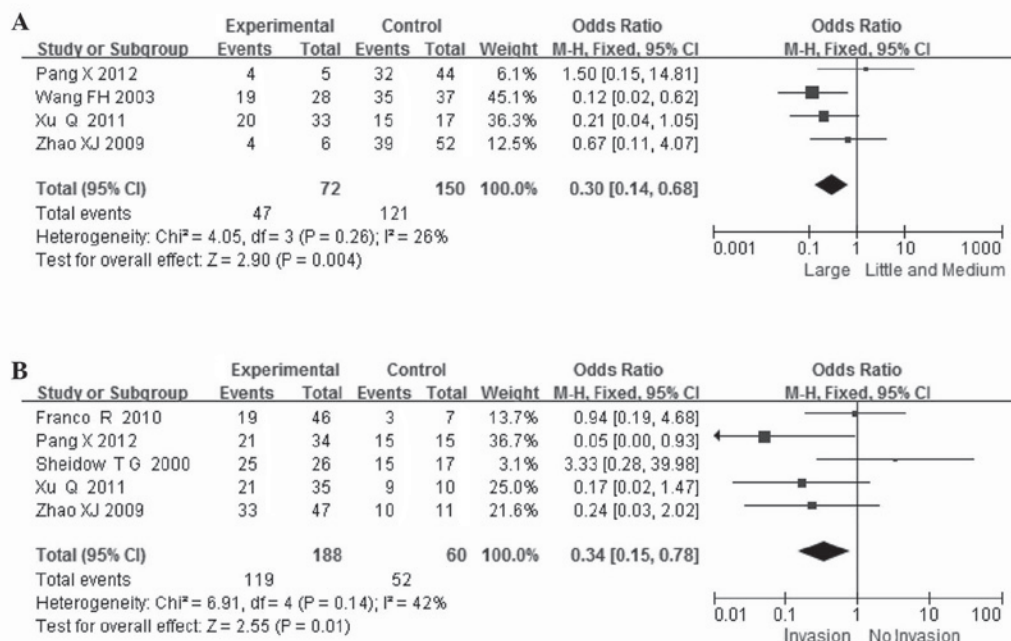 A
Experimental Control Odds Ratio Odds Ratio
Study or Subgroup Events Total Events Total Weight M-H, Fixed, 95% CI M-H, Fixed, 95% CI
Pang X 2012 4 5 32 44 6.1% 1.50 [0.15, 14.81]
Wang FH 2003 19 28 35 37 45.1% 0.12 [0.02, 0.62]
Xu Q 2011 20 33 15 17 36.3% 0.21 [0.04, 1.05]
Zhao XJ 2009 4 6 39 52 12.5% 0.67 [0.11, 4.07]
Total (95% CI) 72 150 100.0% 0.30 [0.14, 0.68]
Total events 47 121
Heterogeneity: Chi² = 4.05, df = 3 (P = 0.26); I² = 26%
Test for overall effect: Z = 2.90 (P = 0.004)
0.001 0.1 1 10 1000
Large Little and Medium
B
Experimental Control Odds Ratio Odds Ratio
Study or Subgroup Events Total Events Total Weight M-H, Fixed, 95% CI M-H, Fixed, 95% CI
Franco R 2010 19 46 3 7 13.7% 0.94 [0.19, 4.68]
Pang X 2012 21 34 15 15 36.7% 0.05 [0.00, 0.93]
Sheidow T G 2000 25 26 15 17 3.1% 3.33 [0.28, 39.98]
Xu Q 2011 21 35 9 10 25.0% 0.17 [0.02, 1.47]
Zhao XJ 2009 33 47 10 11 21.6% 0.24 [0.03, 2.02]
Total (95% CI) 188 60 100.0% 0.34 [0.15, 0.78]
Total events 119 52
Heterogeneity: Chi² = 6.91, df = 4 (P = 0.14); I² = 42%
Test for overall effect: Z = 2.55 (P = 0.01)
0.01 0.1 1 10 100
Invasion No Invasion